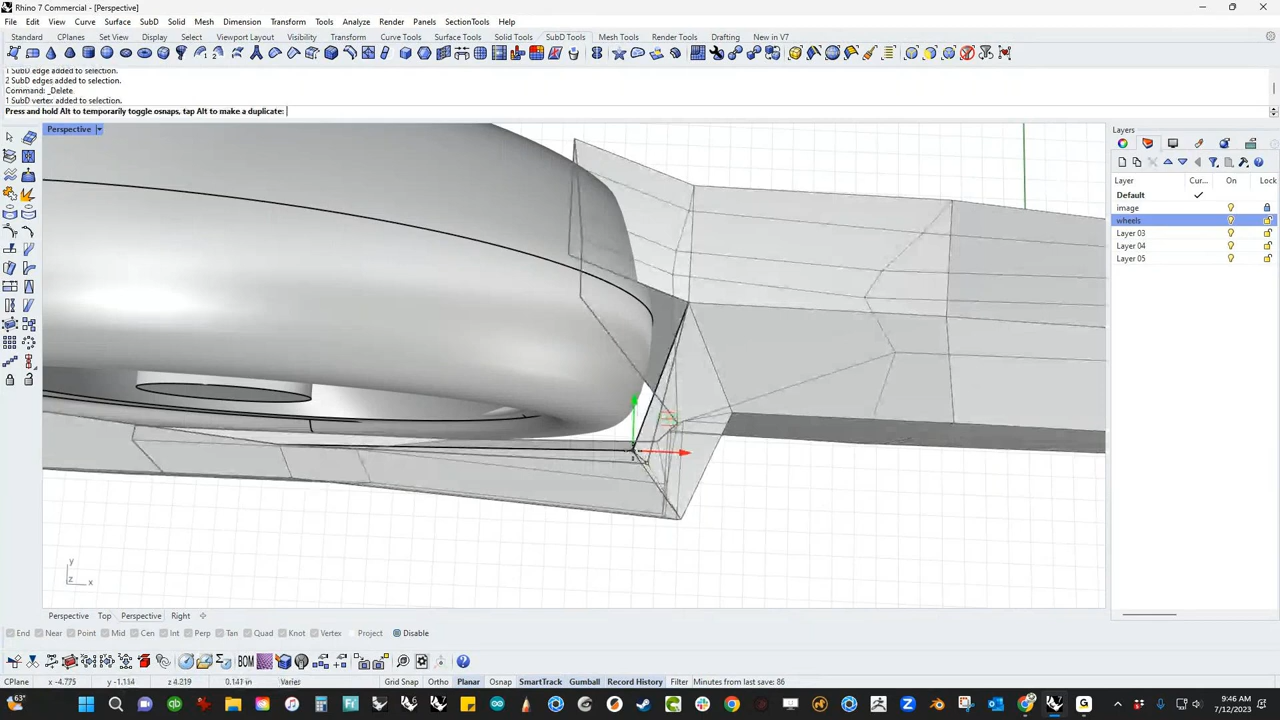 Rhino 7 Commercial - [Perspective]
File Edit View Curve Surface SubD Solid Mesh Dimension Transform Tools Analyze Render Panels SectionTools Help
Standard CPlanes Set View Display Select Viewport Layout Visibility Transform Curve Tools Surface Tools Solid Tools SubD Tools Mesh Tools Render Tools Drafting New in V7
1 SubD edge added to selection.
2 SubD edges added to selection.
Command: _Delete
1 SubD vertex added to selection.
Press and hold Alt to temporarily toggle osnaps, tap Alt to make a duplicate:
Perspective
Layers
Layer Cur... On Lock
Default
image
wheels
Layer 03
Layer 04
Layer 05
y
z x
Perspective Top Perspective Right
End Near Point Mid Cen Int Perp Tan Quad Knot Vertex Project Disable
BOM
CPlane x -4.775 y -1.114 z 4.219 0.147 in Varies Grid Snap Ortho Planar Osnap SmartTrack Gumball Record History Filter Minutes from last save: 86
63°
9:46 AM
7/12/2023